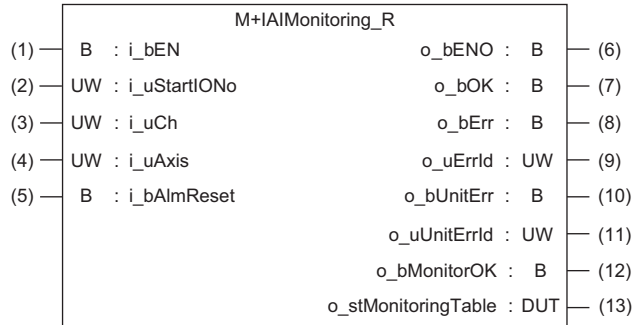 M+IAIMonitoring_R
(1) B : i_bEN o_bENO : B (6)
(2) UW : i_uStartIONo o_bOK : B (7)
(3) UW : i_uCh o_bErr : B (8)
(4) UW : i_uAxis o_uErrId : UW (9)
(5) B : i_bAlmReset o_bUnitErr : B (10)
o_uUnitErrId : UW (11)
o_bMonitorOK : B (12)
o_stMonitoringTable : DUT (13)